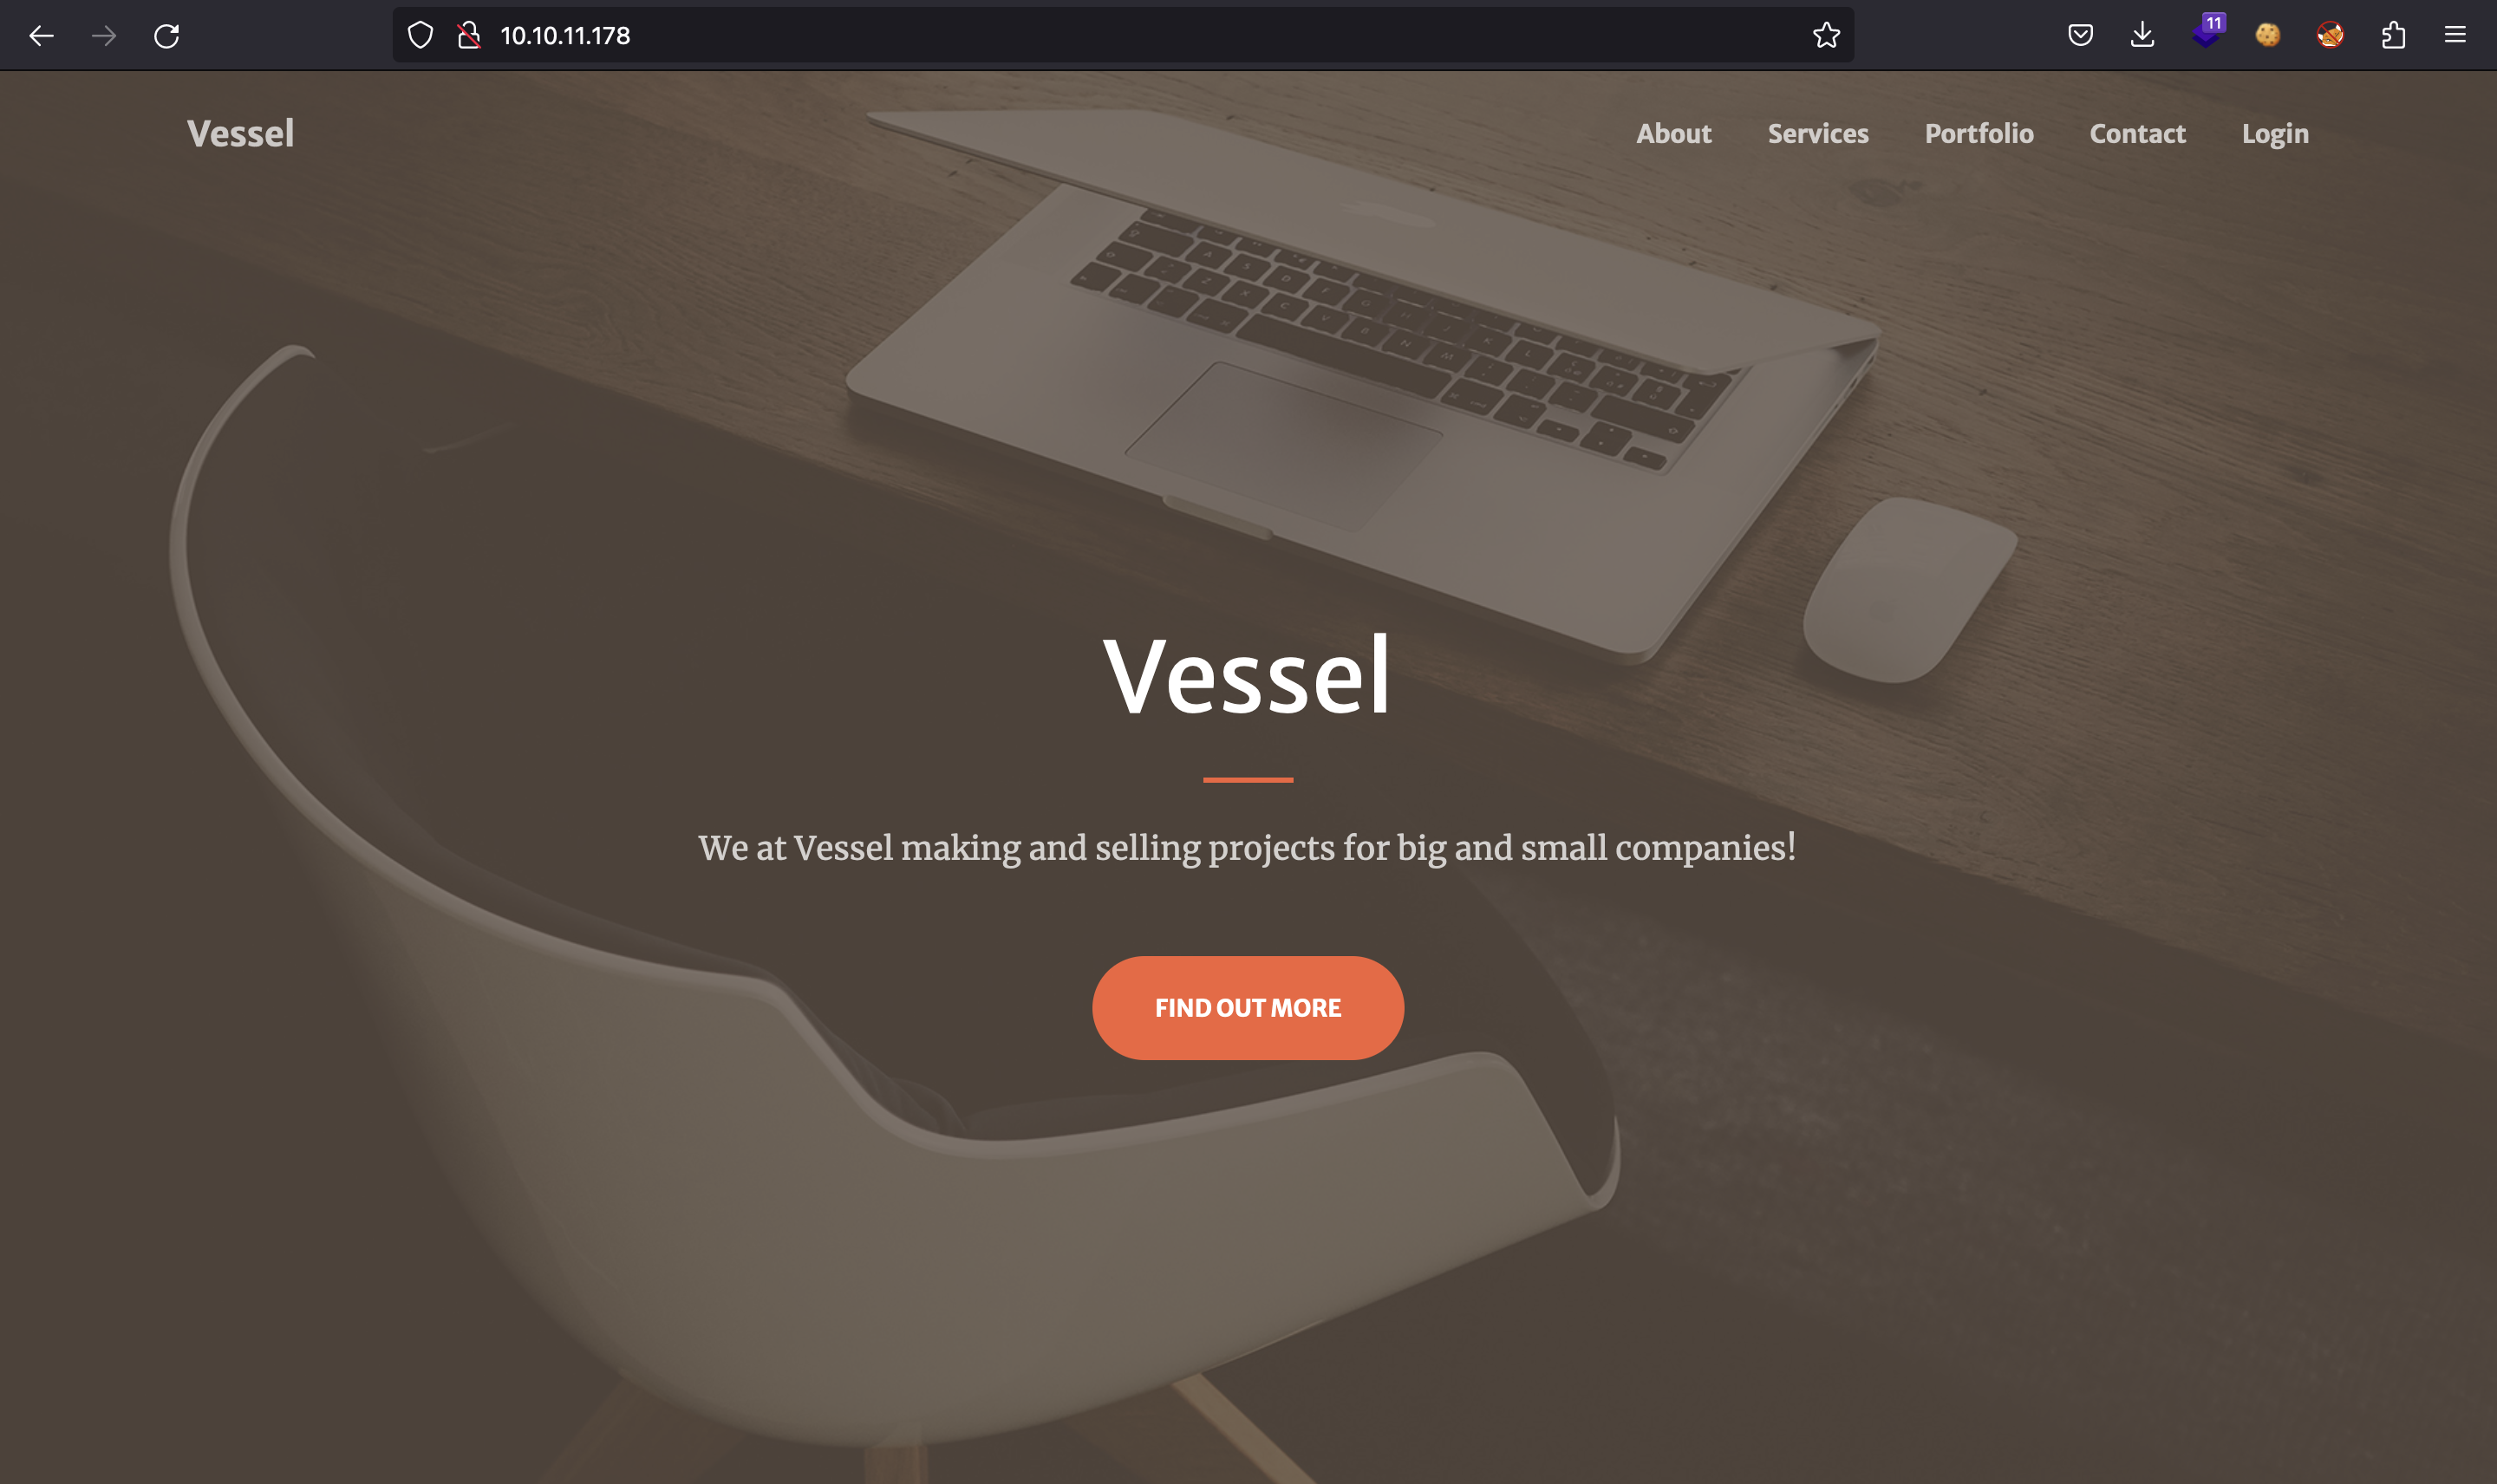 10.10.11.178
11
Vessel
About Services Portfolio Contact Login
Vessel
We at Vessel making and selling projects for big and small companies!
FIND OUT MORE